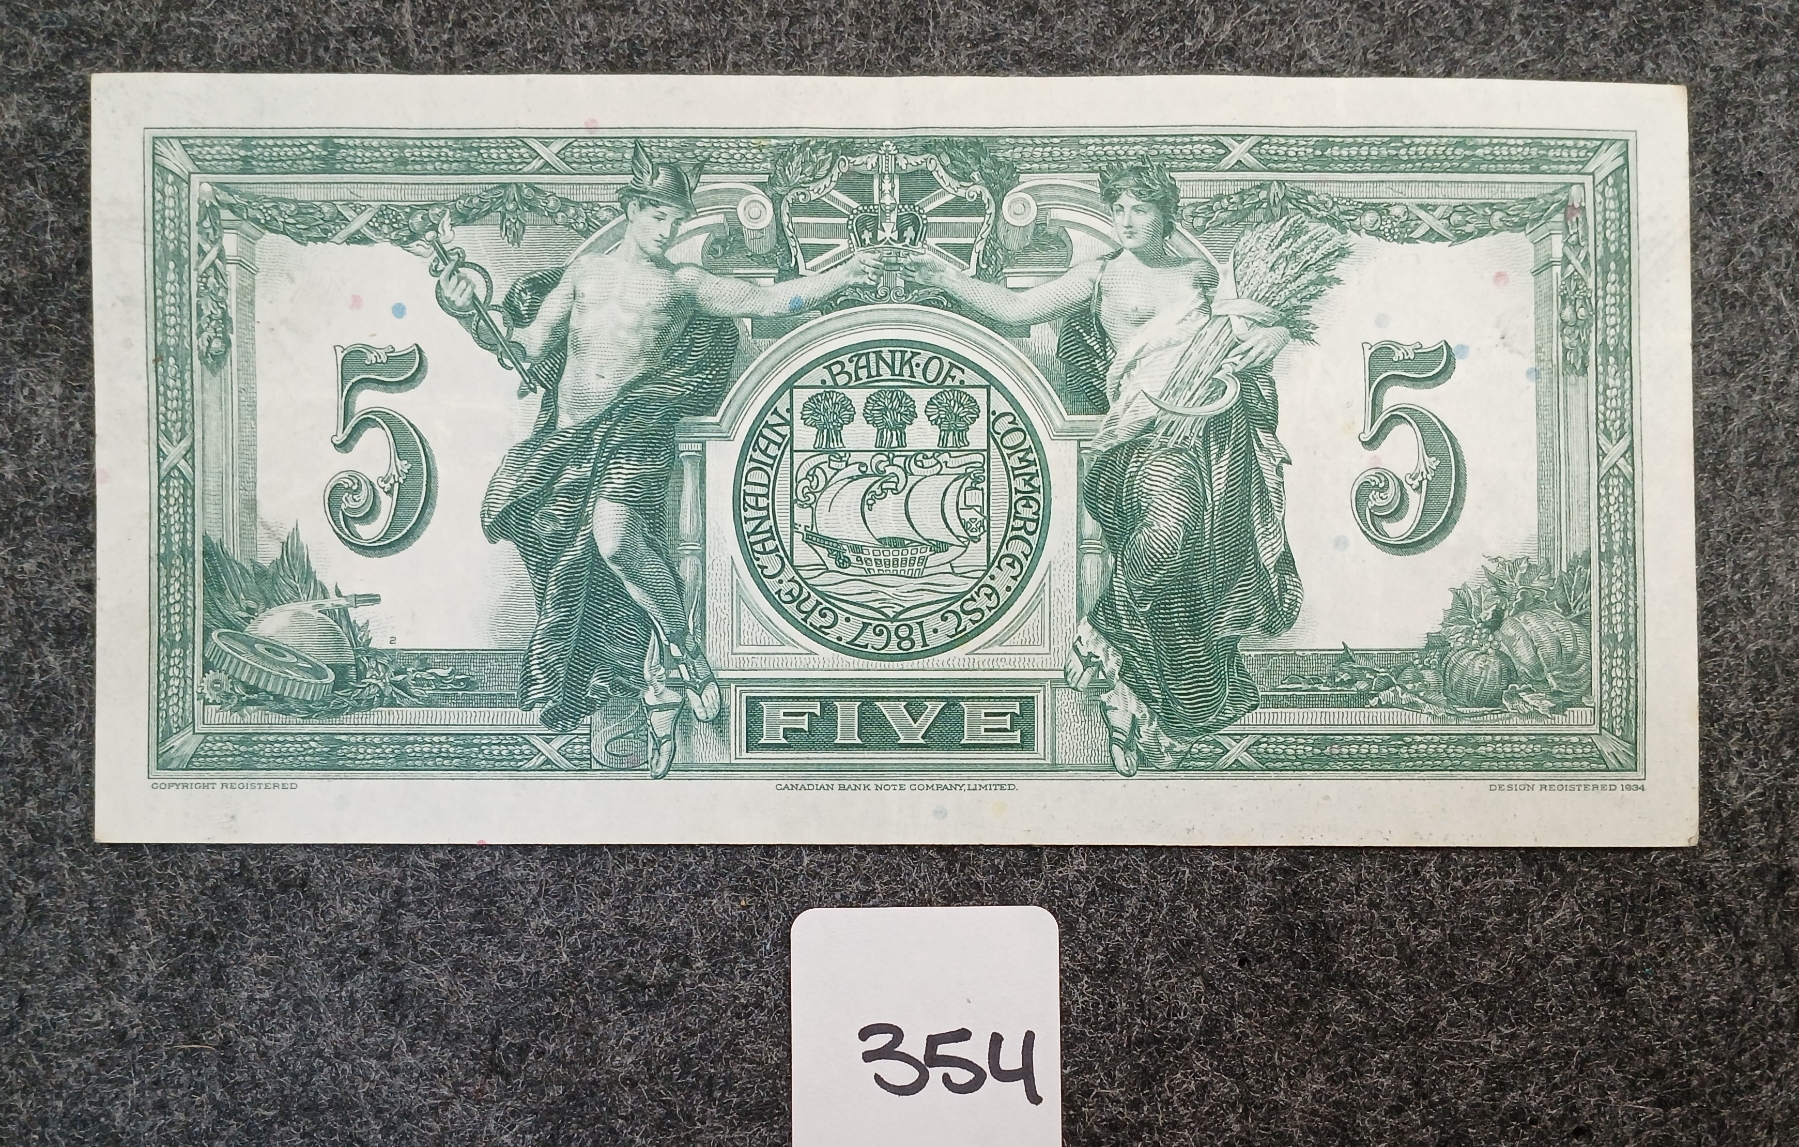 5
5
THE CANADIAN BANK OF COMMERCE: EST 1867:
2
FIVE
COPYRIGHT REGISTERED
CANADIAN BANK NOTE COMPANY, LIMITED.
DESIGN REGISTERED 1934
354